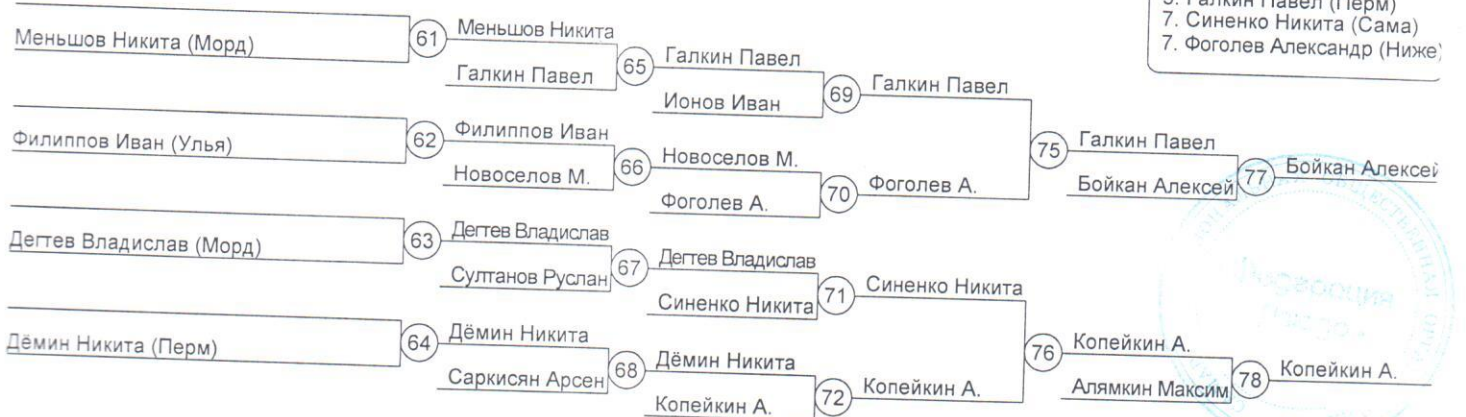 5. Галкин Павел (Перм)
7. Синенко Никита (Сама)
7. Фоголев Александр (Ниже)
Меньшов Никита (Морд)
61
Меньшов Никита
Галкин Павел
65
Галкин Павел
Ионов Иван
69
Галкин Павел
Филиппов Иван (Улья)
62
Филиппов Иван
Новоселов М.
66
Новоселов М.
Фоголев А.
70
Фоголев А.
75
Галкин Павел
Бойкан Алексей
77
Бойкан Алексей
Дегтев Владислав (Морд)
63
Дегтев Владислав
Султанов Руслан
67
Дегтев Владислав
Синенко Никита
71
Синенко Никита
Дёмин Никита (Перм)
64
Дёмин Никита
Саркисян Арсен
68
Дёмин Никита
Копейкин А.
72
Копейкин А.
76
Копейкин А.
Алямкин Максим
78
Копейкин А.